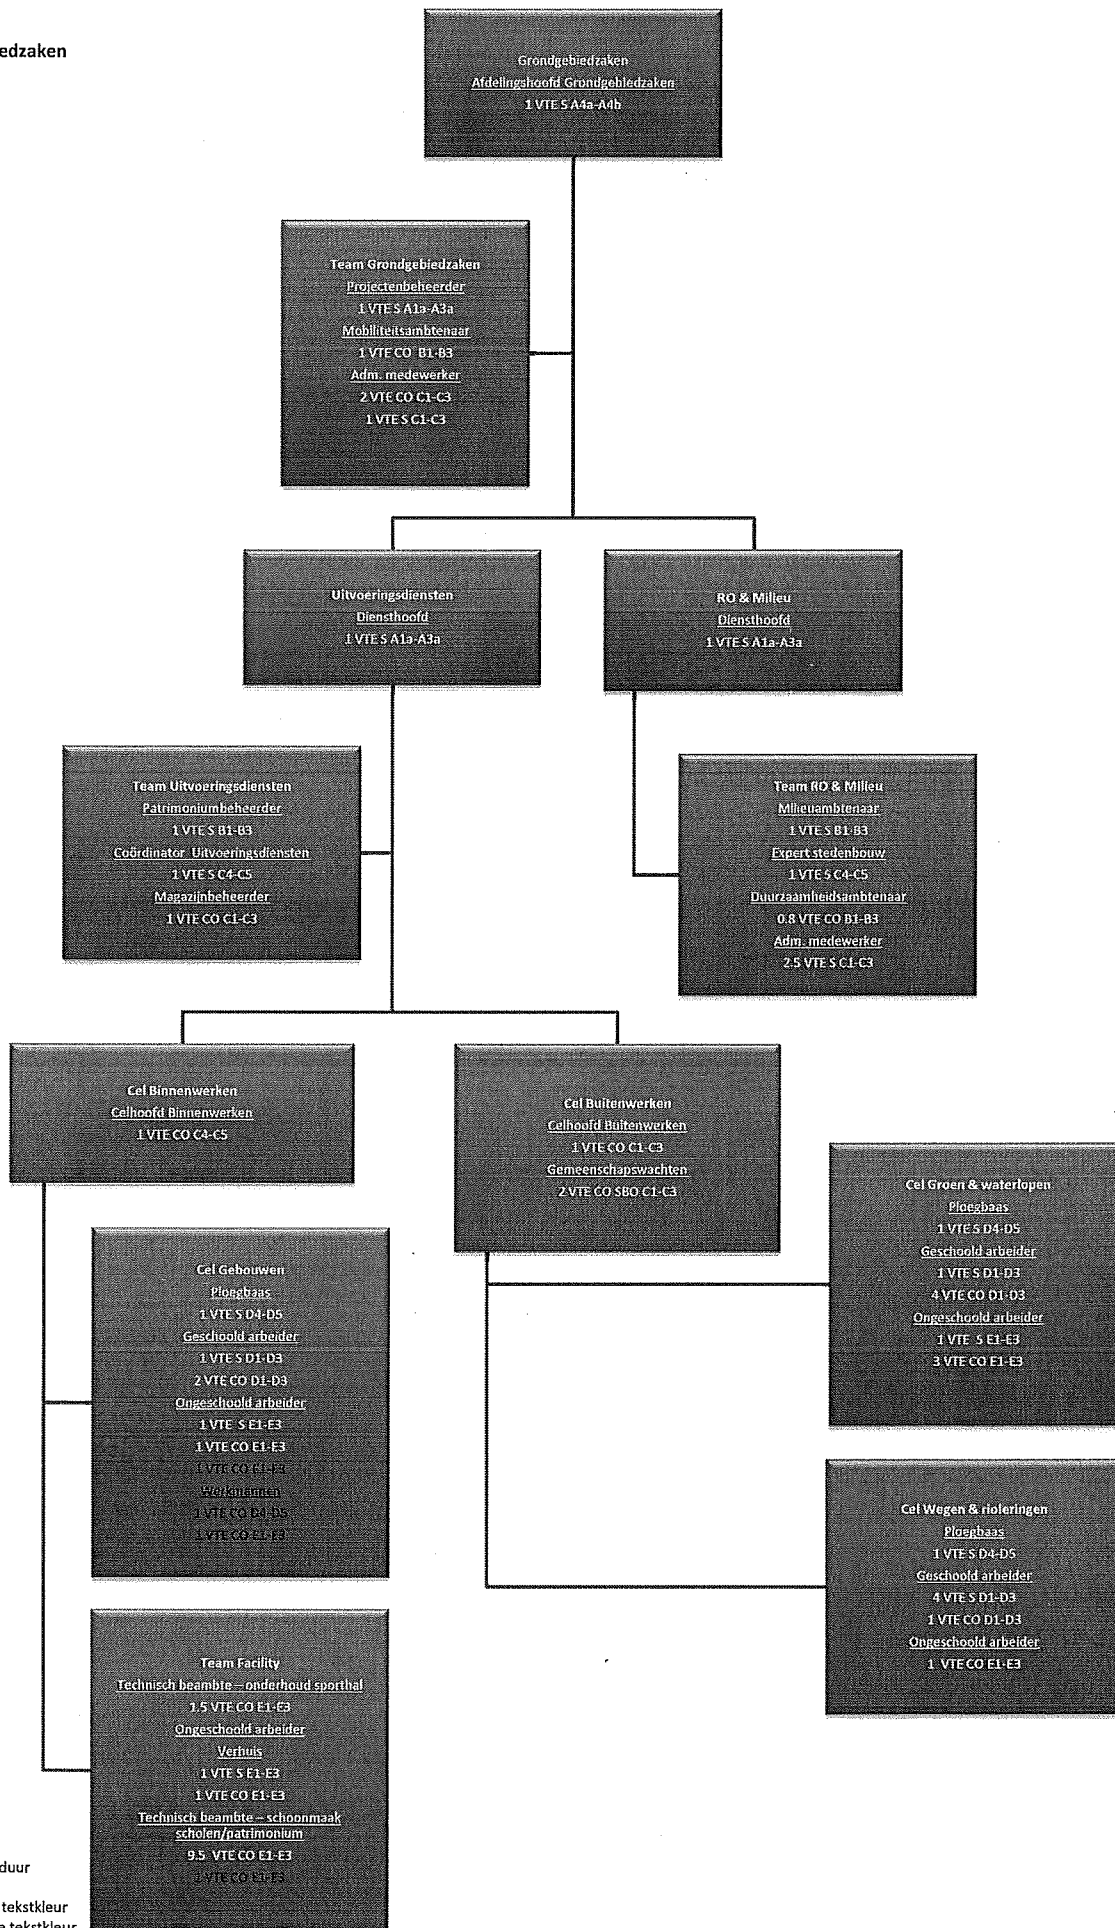 edzaken
Grondgebiedzaken
Afdelingshoofd Grondgebiedzaken
1 VTE S A4a-A4b
Team Grondgebiedzaken
Projectenbeheerder
1 VTE S A1a-A3a
Mobiliteitsambtenaar
1 VTE CO B1-B3
Adm. medewerker
2 VTE CO C1-C3
1 VTE S C1-C3
Uitvoeringsdiensten
Diensthoofd
1 VTE S A1a-A3a
RO & Milieu
Diensthoofd
1 VTE S A1a-A3a
Team Uitvoeringsdiensten
Patrimoniumbeheerder
1 VTE S B1-B3
Coördinator Uitvoeringsdiensten
1 VTE S C4-C5
Magazijnbeheerder
1 VTE CO C1-C3
Team RO & Milieu
Milieuambtenaar
1 VTE S B1-B3
Expert stedenbouw
1 VTE S C4-C5
Duurzaamheidsambtenaar
0.8 VTE CO B1-B3
Adm. medewerker
2.5 VTE S C1-C3
Cel Binnenwerken
Celhoofd Binnenwerken
1 VTE CO C4-C5
Cel Buitenwerken
Celhoofd Buitenwerken
1 VTE CO C1-C3
Gemeenschapswachten
2 VTE CO SBO C1-C3
Cel Gebouwen
Ploegbaas
1 VTE S D4-D5
Geschoold arbeider
1 VTE S D1-D3
2 VTE CO D1-D3
Ongeschoold arbeider
1 VTE S E1-E3
1 VTE CO E1-E3
1 VTE CO E1-E3
Werkmannen
1 VTE CO D4-D5
1 VTE CO E1-E3
Cel Groen & waterlopen
Ploegbaas
1 VTE S D4-D5
Geschoold arbeider
1 VTE S D1-D3
4 VTE CO D1-D3
Ongeschoold arbeider
1 VTE S E1-E3
3 VTE CO E1-E3
Cel Wegen & rioleringen
Ploegbaas
1 VTE S D4-D5
Geschoold arbeider
4 VTE S D1-D3
1 VTE CO D1-D3
Ongeschoold arbeider
1 VTE CO E1-E3
Team Facility
Technisch beambte – onderhoud sporthal
1.5 VTE CO E1-E3
Ongeschoold arbeider
Verhuis
1 VTE S E1-E3
1 VTE CO E1-E3
Technisch beambte – schoonmaak
scholen/patrimonium
9.5 VTE CO E1-E3
1 VTE CO E1-E3
duur
tekstkleur
e tekstkleur